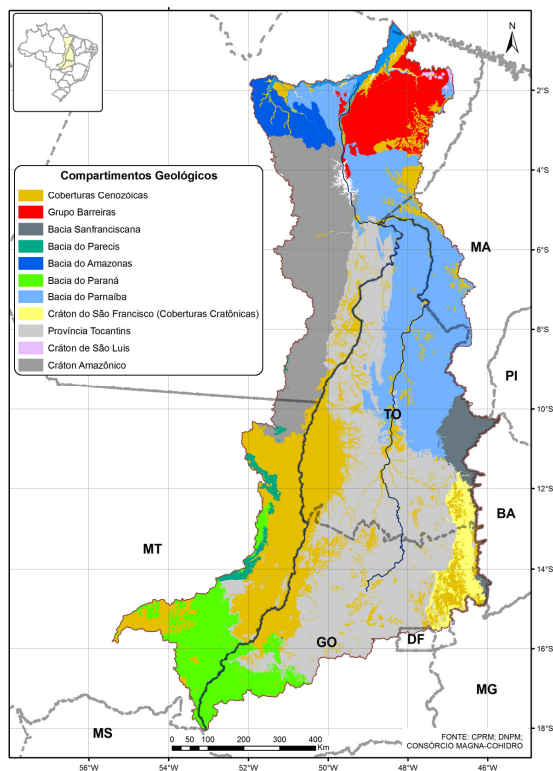 N
2°S
Compartimentos Geológicos
Coberturas Cenozóicas
Grupo Barreiras
Bacia Sanfranciscana
Bacia do Parecis
Bacia do Amazonas
Bacia do Paraná
Bacia do Parnaíba
Cráton do São Francisco (Coberturas Cratônicas)
Província Tocantins
Cráton de São Luis
Cráton Amazônico
4°S
MA
6°S
8°S
PI
10°S
TO
12°S
BA
MT
14°S
GO
DF
16°S
MG
MS
0 50 100 200 300 400
Km
FONTE: CPRM; DNPM;
CONSÓRCIO MAGNA-COHIDRO
18°S
56°W 54°W 52°W 50°W 48°W 46°W